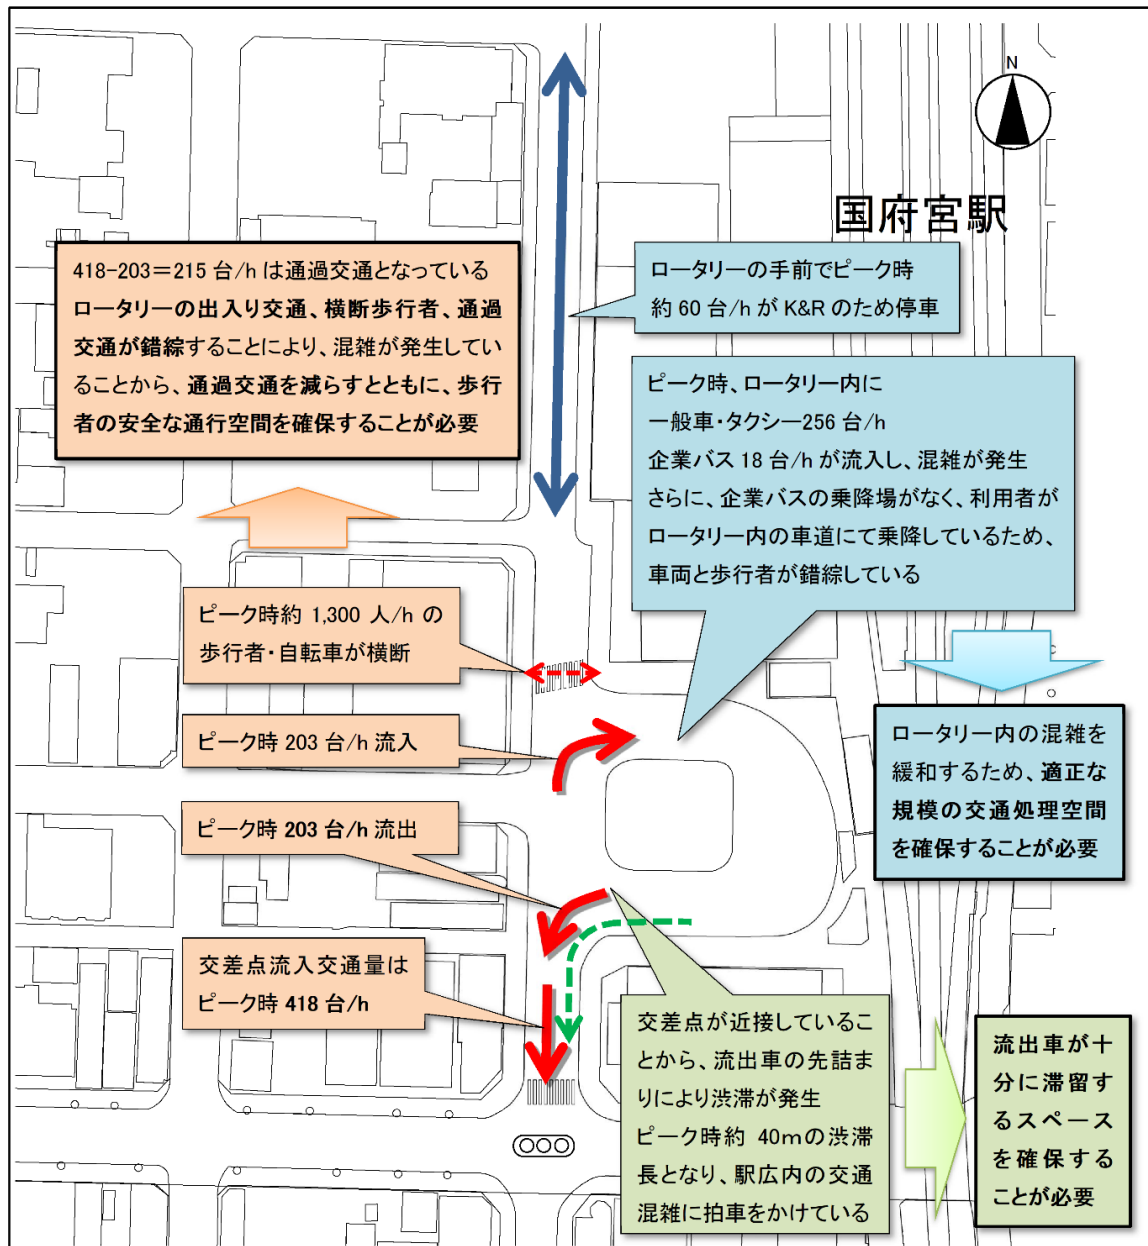 N
国府宮駅
418-203=215 台/h は通過交通となっている
ロータリーの出入り交通、横断歩行者、通過
交通が錯綜することにより、混雑が発生してい
ることから、通過交通を減らすとともに、歩行
者の安全な通行空間を確保することが必要
ロータリーの手前でピーク時
約 60 台/h が K&R のため停車
ピーク時、ロータリー内に
一般車・タクシー256 台/h
企業バス 18 台/h が流入し、混雑が発生
さらに、企業バスの乗降場がなく、利用者が
ロータリー内の車道にて乗降しているため、
車両と歩行者が錯綜している
ピーク時約 1,300 人/h の
歩行者・自転車が横断
ピーク時 203 台/h 流入
ロータリー内の混雑を
緩和するため、適正な
規模の交通処理空間
を確保することが必要
ピーク時 203 台/h 流出
交差点流入交通量は
ピーク時 418 台/h
交差点が近接しているこ
とから、流出車の先詰ま
りにより渋滞が発生
ピーク時約 40mの渋滞
長となり、駅広内の交通
混雑に拍車をかけている
流出車が十
分に滞留す
るスペース
を確保する
ことが必要